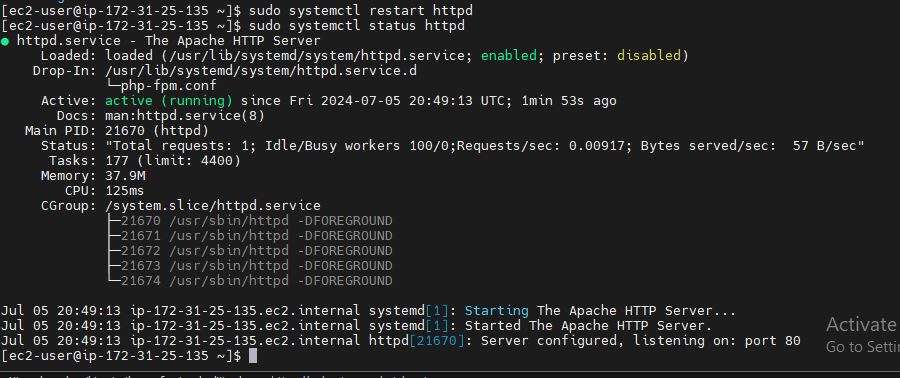 [ec2-user@ip-172-31-25-135 ~]$ sudo systemctl restart httpd
[ec2-user@ip-172-31-25-135 ~]$ sudo systemctl status httpd
● httpd.service - The Apache HTTP Server
     Loaded: loaded (/usr/lib/systemd/system/httpd.service; enabled; preset: disabled)
    Drop-In: /usr/lib/systemd/system/httpd.service.d
             └─php-fpm.conf
     Active: active (running) since Fri 2024-07-05 20:49:13 UTC; 1min 53s ago
       Docs: man:httpd.service(8)
   Main PID: 21670 (httpd)
     Status: "Total requests: 1; Idle/Busy workers 100/0;Requests/sec: 0.00917; Bytes served/sec:  57 B/sec"
      Tasks: 177 (limit: 4400)
     Memory: 37.9M
        CPU: 125ms
     CGroup: /system.slice/httpd.service
             ├─21670 /usr/sbin/httpd -DFOREGROUND
             ├─21671 /usr/sbin/httpd -DFOREGROUND
             ├─21672 /usr/sbin/httpd -DFOREGROUND
             ├─21673 /usr/sbin/httpd -DFOREGROUND
             └─21674 /usr/sbin/httpd -DFOREGROUND
Jul 05 20:49:13 ip-172-31-25-135.ec2.internal systemd[1]: Starting The Apache HTTP Server...
Jul 05 20:49:13 ip-172-31-25-135.ec2.internal systemd[1]: Started The Apache HTTP Server.
Jul 05 20:49:13 ip-172-31-25-135.ec2.internal httpd[21670]: Server configured, listening on: port 80
[ec2-user@ip-172-31-25-135 ~]$
Activate
Go to Settin